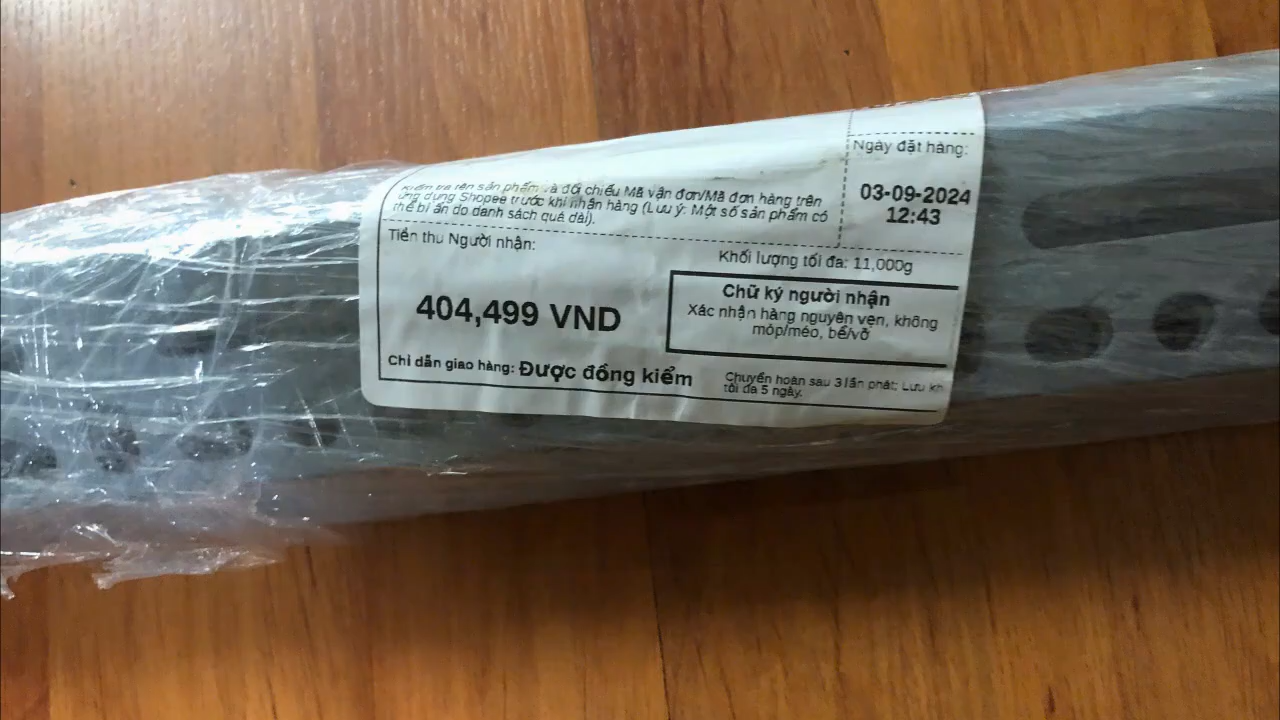 Kiểm tra tên sản phẩm và đối chiếu Mã vận đơn/Mã đơn hàng trên
ứng dụng Shopee trước khi nhận hàng (Lưu ý: Một số sản phẩm có
thể bị ẩn do danh sách quá dài).
Ngày đặt hàng:
03-09-2024
12:43
Tiền thu Người nhận:
404,499 VND
Khối lượng tối đa: 11,000g
Chữ ký người nhận
Xác nhận hàng nguyên vẹn, không
móp/méo, bể/vỡ
Chỉ dẫn giao hàng: Được đồng kiểm
Chuyển hoàn sau 3 lần phát; Lưu kh
tối đa 5 ngày.